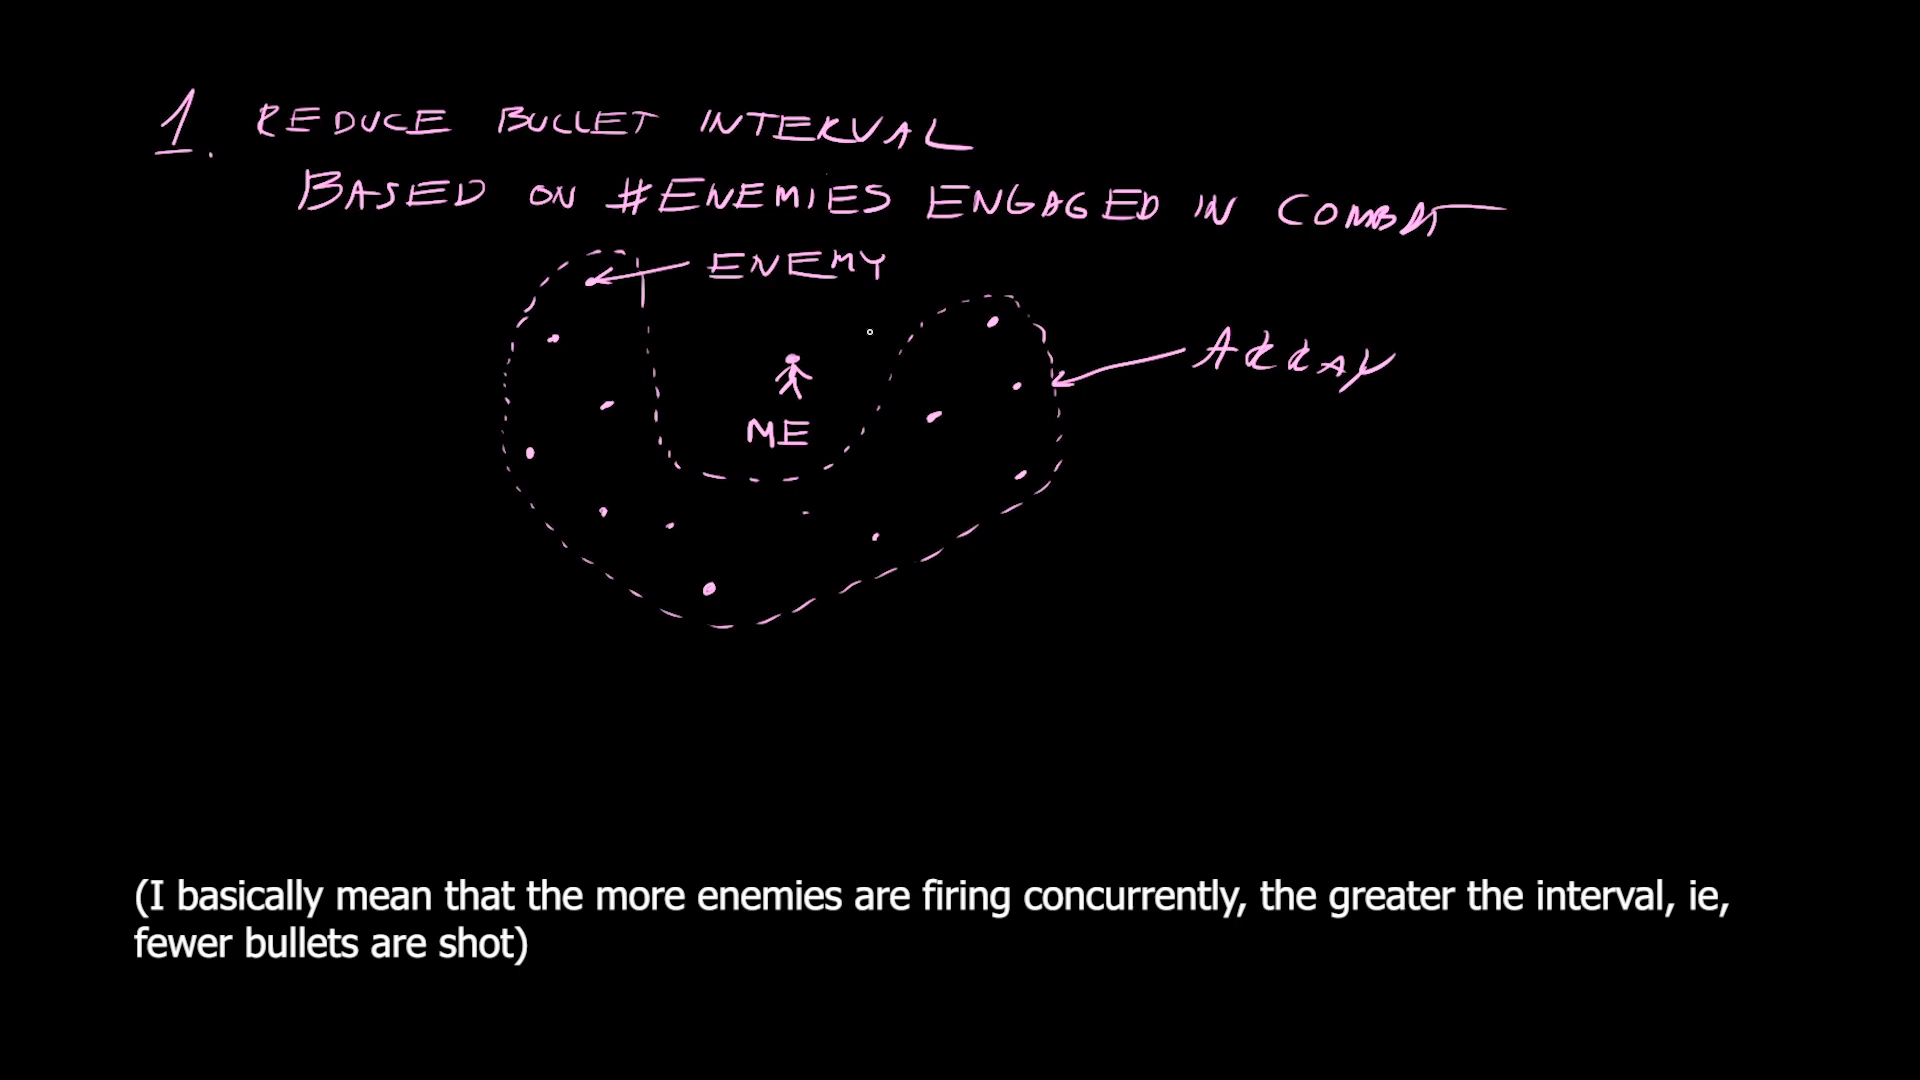 1. REDUCE BULLET INTERVAL
BASED ON #ENEMIES ENGAGED IN COMBAT
ENEMY
ARRAY
ME
(I basically mean that the more enemies are firing concurrently, the greater the interval, ie,
fewer bullets are shot)